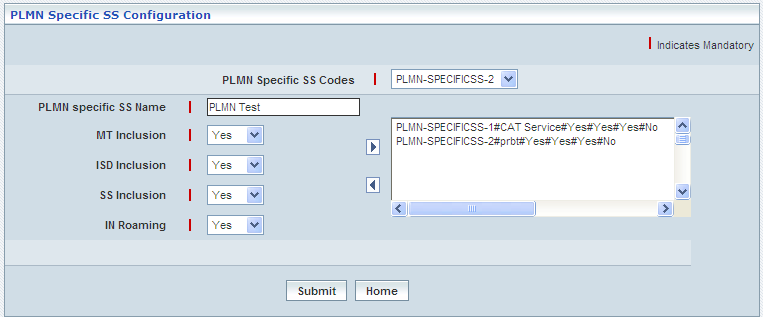 PLMN Specific SS Configuration
Indicates Mandatory
PLMN Specific SS Codes PLMN-SPECIFICSS-2
PLMN specific SS Name PLMN Test
MT Inclusion Yes
ISD Inclusion Yes
SS Inclusion Yes
IN Roaming Yes
PLMN-SPECIFICSS-1#CAT Service#Yes#Yes#Yes#No
PLMN-SPECIFICSS-2#prbt#Yes#Yes#Yes#No
Submit Home